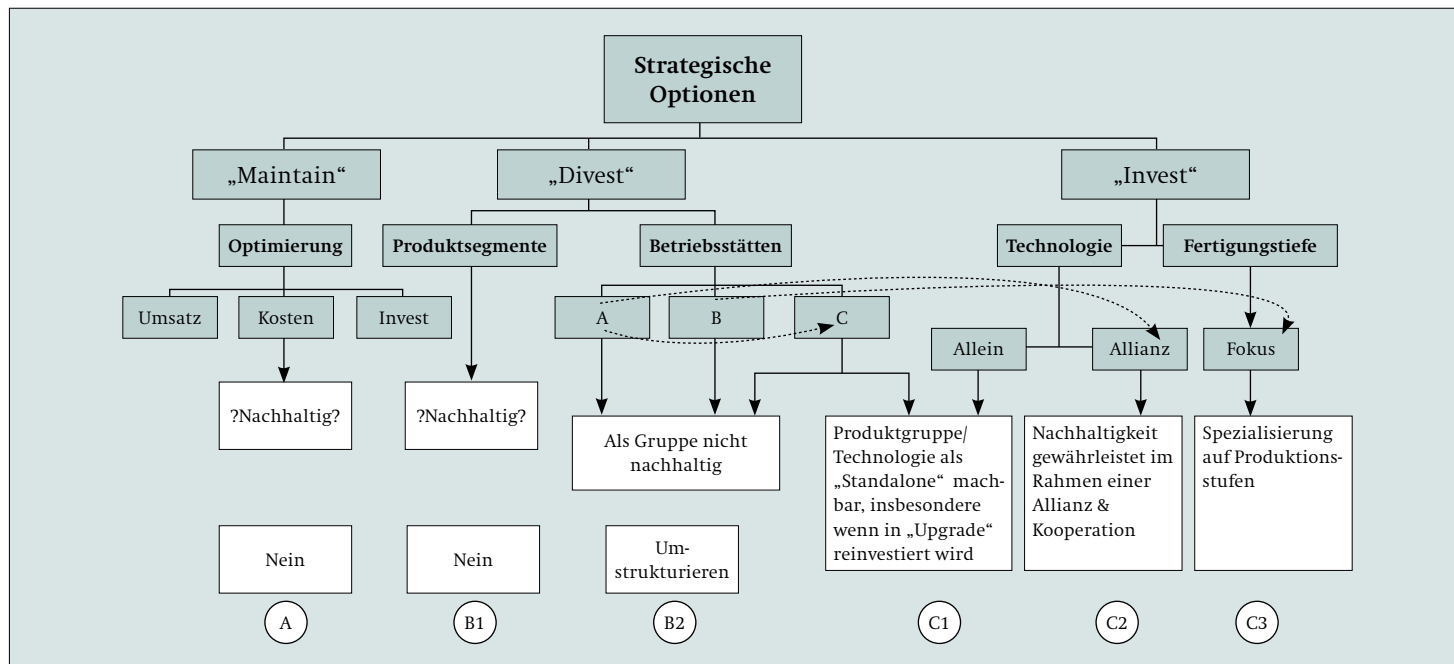 Strategische
Optionen
„Maintain“
„Divest“
„Invest“
Optimierung
Produktsegmente
Betriebsstätten
Technologie
Fertigungstiefe
Umsatz
Kosten
Invest
A
B
C
Allein
Allianz
Fokus
?Nachhaltig?
?Nachhaltig?
Als Gruppe nicht
nachhaltig
Produktgruppe/
Technologie als
„Standalone“ mach-
bar, insbesondere
wenn in „Upgrade“
reinvestiert wird
Nachhaltigkeit
gewährleistet im
Rahmen einer
Allianz &
Kooperation
Spezialisierung
auf Produktions-
stufen
Nein
Nein
Um-
strukturieren
A
B1
B2
C1
C2
C3